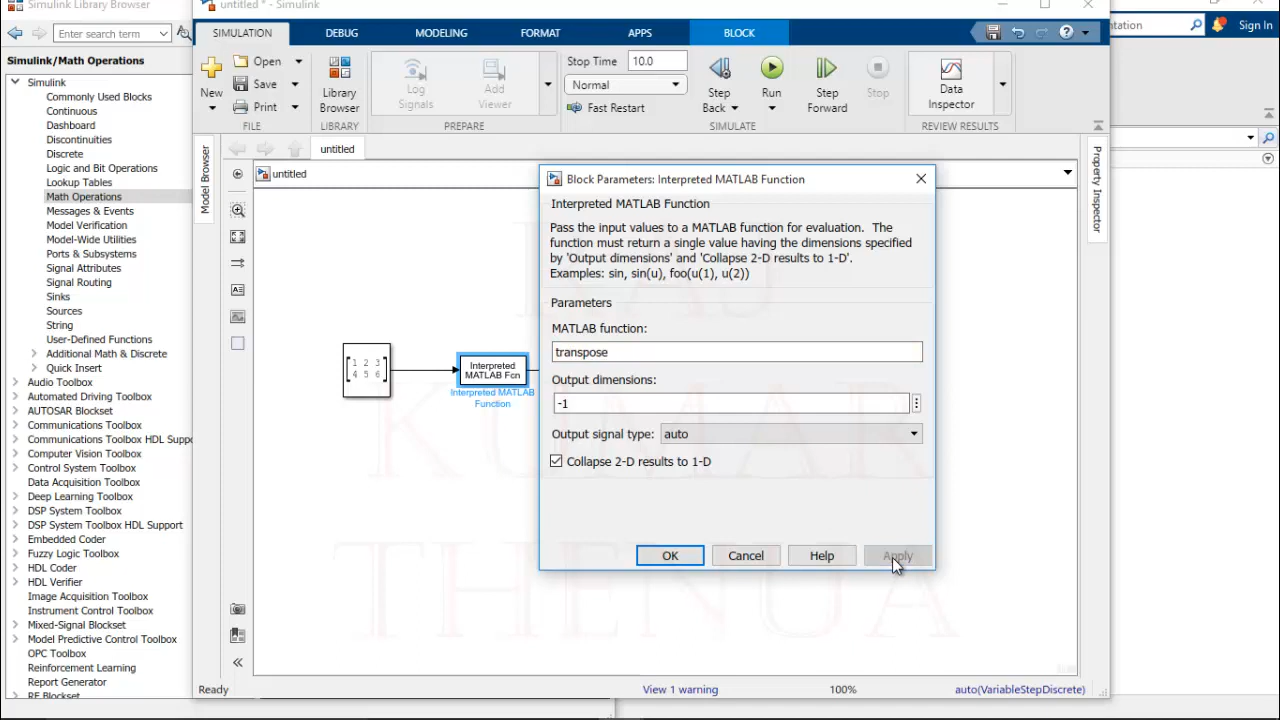 Simulink Library Browser
Enter search term
Simulink/Math Operations
Simulink
Commonly Used Blocks
Continuous
Dashboard
Discontinuities
Discrete
Logic and Bit Operations
Lookup Tables
Math Operations
Messages & Events
Model Verification
Model-Wide Utilities
Ports & Subsystems
Signal Attributes
Signal Routing
Sinks
Sources
String
User-Defined Functions
Additional Math & Discrete
Quick Insert
Audio Toolbox
Automated Driving Toolbox
AUTOSAR Blockset
Communications Toolbox
Communications Toolbox HDL Suppo
Computer Vision Toolbox
Control System Toolbox
Data Acquisition Toolbox
Deep Learning Toolbox
DSP System Toolbox
DSP System Toolbox HDL Support
Embedded Coder
Fuzzy Logic Toolbox
HDL Coder
HDL Verifier
Image Acquisition Toolbox
Instrument Control Toolbox
Mixed-Signal Blockset
Model Predictive Control Toolbox
OPC Toolbox
Reinforcement Learning
Report Generator
RF Blockset
untitled * - Simulink
SIMULATION DEBUG MODELING FORMAT APPS BLOCK
New
Open
Save
Print
FILE
Library
Browser
LIBRARY
Log
Signals
Add
Viewer
PREPARE
Stop Time 10.0
Normal
Fast Restart
Step
Back
Run
Step
Forward
Stop
SIMULATE
Data
Inspector
REVIEW RESULTS
entation
Sign In
untitled
Model Browser
untitled
Property Inspector
1 2 3
4 5 6
Interpreted
MATLAB Fcn
Interpreted MATLAB
Function
Block Parameters: Interpreted MATLAB Function
Interpreted MATLAB Function
Pass the input values to a MATLAB function for evaluation. The
function must return a single value having the dimensions specified
by 'Output dimensions' and 'Collapse 2-D results to 1-D'.
Examples: sin, sin(u), foo(u(1), u(2))
Parameters
MATLAB function:
transpose
Output dimensions:
-1
Output signal type: auto
Collapse 2-D results to 1-D
OK Cancel Help Apply
RAJ
KUMAR
THENUA
Ready
View 1 warning
100%
auto(VariableStepDiscrete)